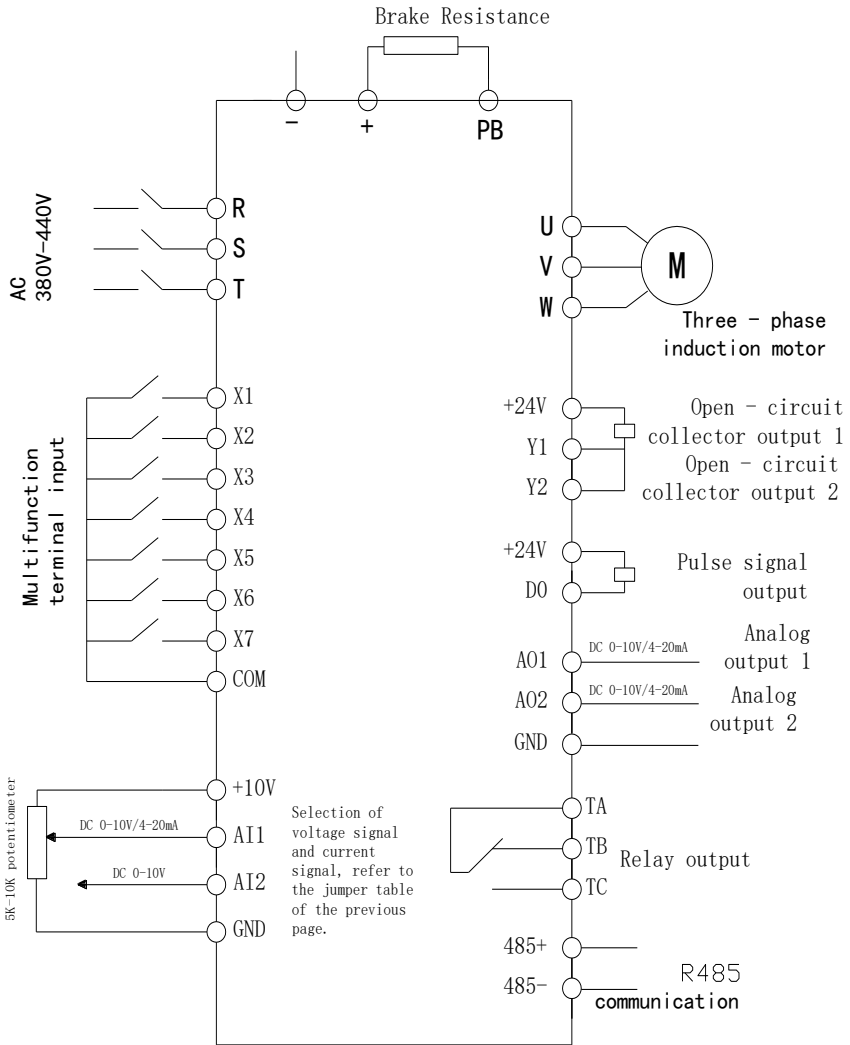 Brake Resistance
-
+
PB
AC
380V-440V
R
S
T
U
V
W
M
Three - phase
induction motor
Multifunction
terminal input
X1
X2
X3
X4
X5
X6
X7
COM
+24V
Y1
Y2
Open - circuit
collector output 1
Open - circuit
collector output 2
+24V
DO
Pulse signal
output
AO1
DC 0-10V/4-20mA
Analog
output 1
AO2
DC 0-10V/4-20mA
Analog
output 2
GND
5K-10K potentiometer
+10V
DC 0-10V/4-20mA
AI1
DC 0-10V
AI2
GND
Selection of
voltage signal
and current
signal, refer to
the jumper table
of the previous
page.
TA
TB
TC
Relay output
485+
485-
R485
communication